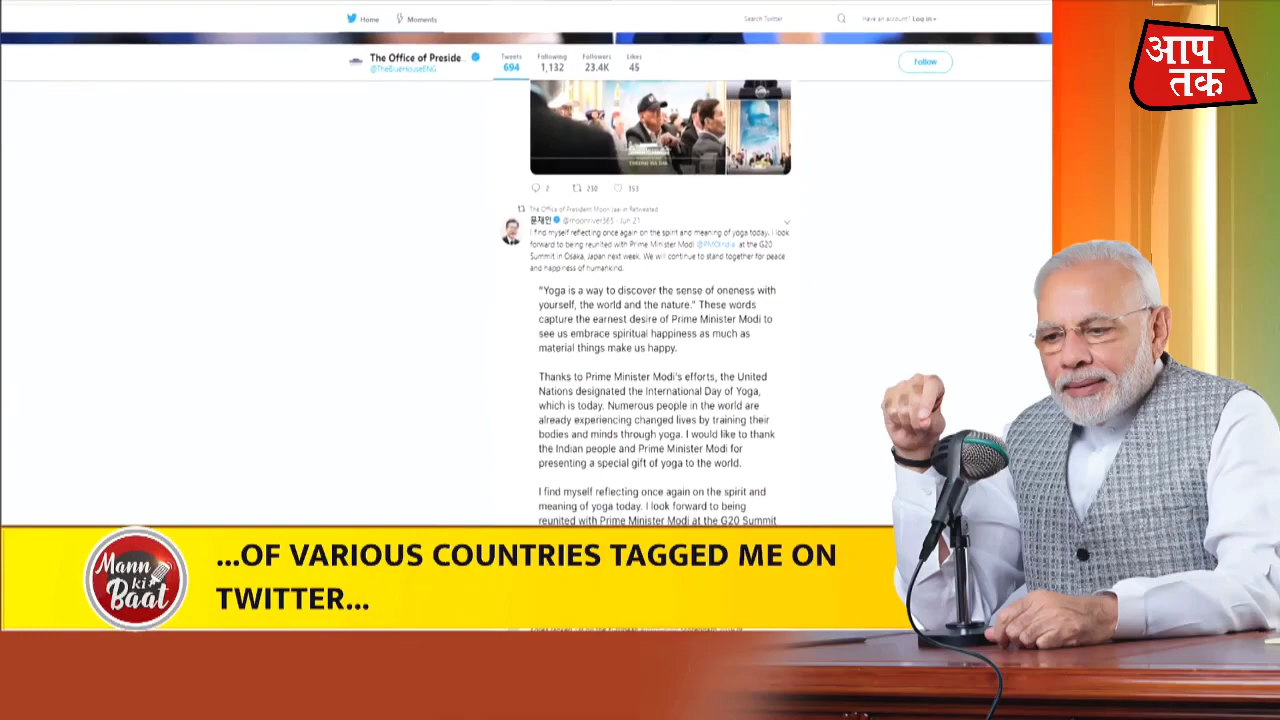 Home Moments
Search Twitter
Have an account? Log in
The Office of Preside...
@TheBlueHouseENG
Tweets Following Followers Likes
694 1,132 23.4K 45
Follow
आप
तक
2 230 353
The Office of President Moon Jae-in Retweeted
문재인 @moonriver365 · Jun 21
I find myself reflecting once again on the spirit and meaning of yoga today. I look
forward to being reunited with Prime Minister Modi @PMOIndia at the G20
Summit in Osaka, Japan next week. We will continue to stand together for peace
and happiness of humankind.
"Yoga is a way to discover the sense of oneness with
yourself, the world and the nature." These words
capture the earnest desire of Prime Minister Modi to
see us embrace spiritual happiness as much as
material things make us happy.
Thanks to Prime Minister Modi's efforts, the United
Nations designated the International Day of Yoga,
which is today. Numerous people in the world are
already experiencing changed lives by training their
bodies and minds through yoga. I would like to thank
the Indian people and Prime Minister Modi for
presenting a special gift of yoga to the world.
I find myself reflecting once again on the spirit and
meaning of yoga today. I look forward to being
reunited with Prime Minister Modi at the G20 Summit
Mann
ki
Baat
...OF VARIOUS COUNTRIES TAGGED ME ON
TWITTER...